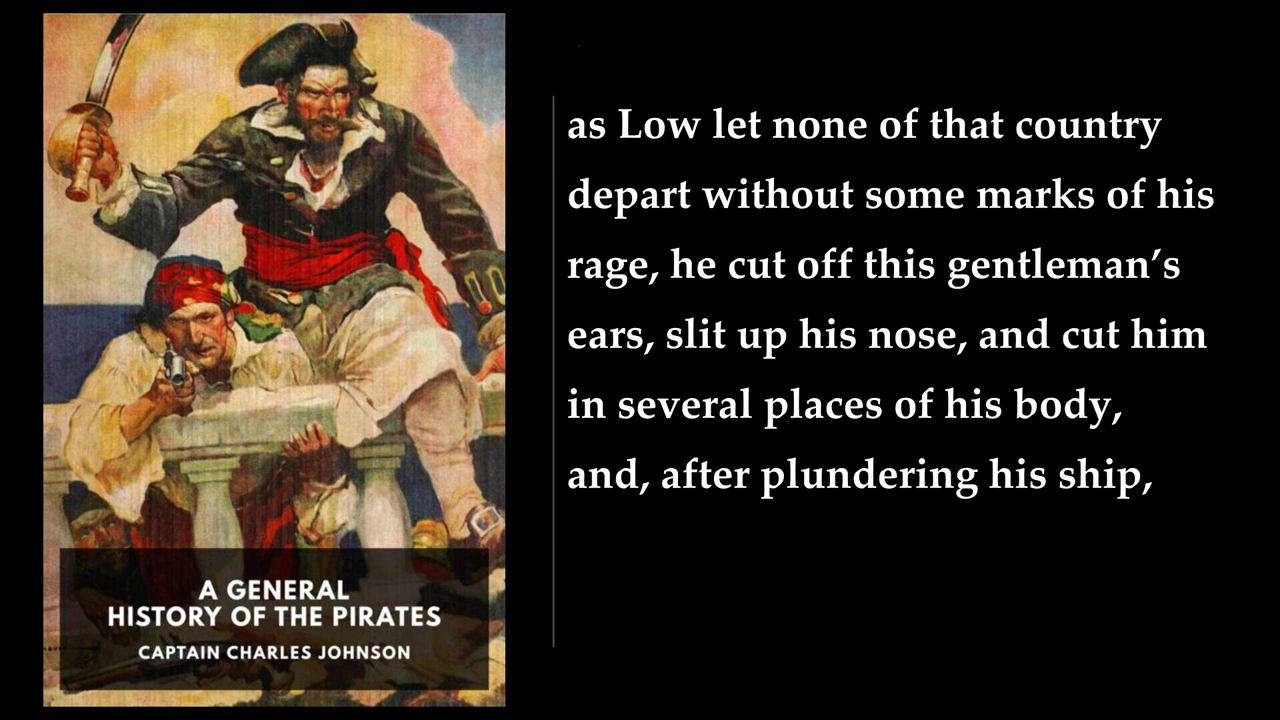 A GENERAL
HISTORY OF THE PIRATES
CAPTAIN CHARLES JOHNSON
as Low let none of that country
depart without some marks of his
rage, he cut off this gentleman’s
ears, slit up his nose, and cut him
in several places of his body,
and, after plundering his ship,